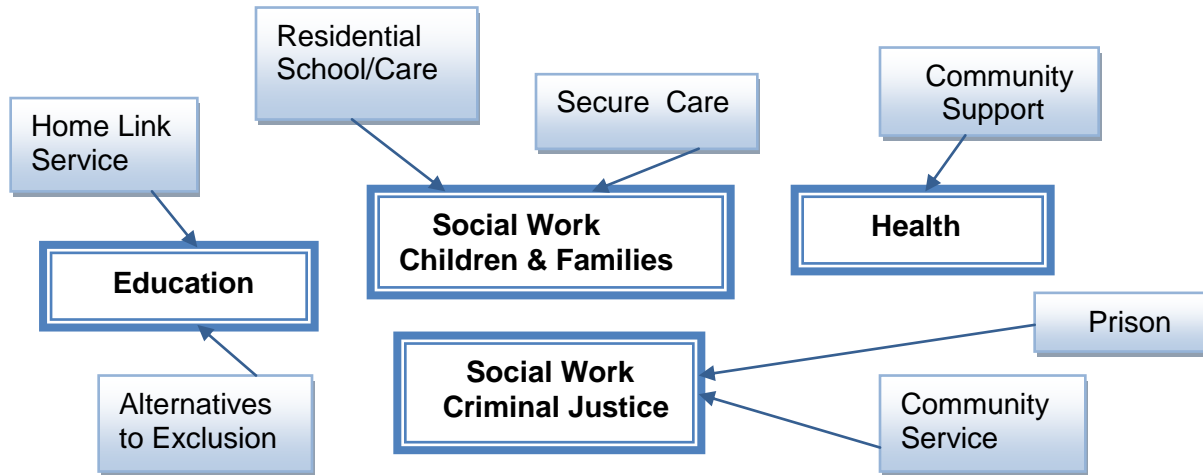 Residential
School/Care
Secure Care
Community
Support
Home Link
Service
Social Work
Children & Families
Health
Education
Prison
Social Work
Criminal Justice
Alternatives
to Exclusion
Community
Service